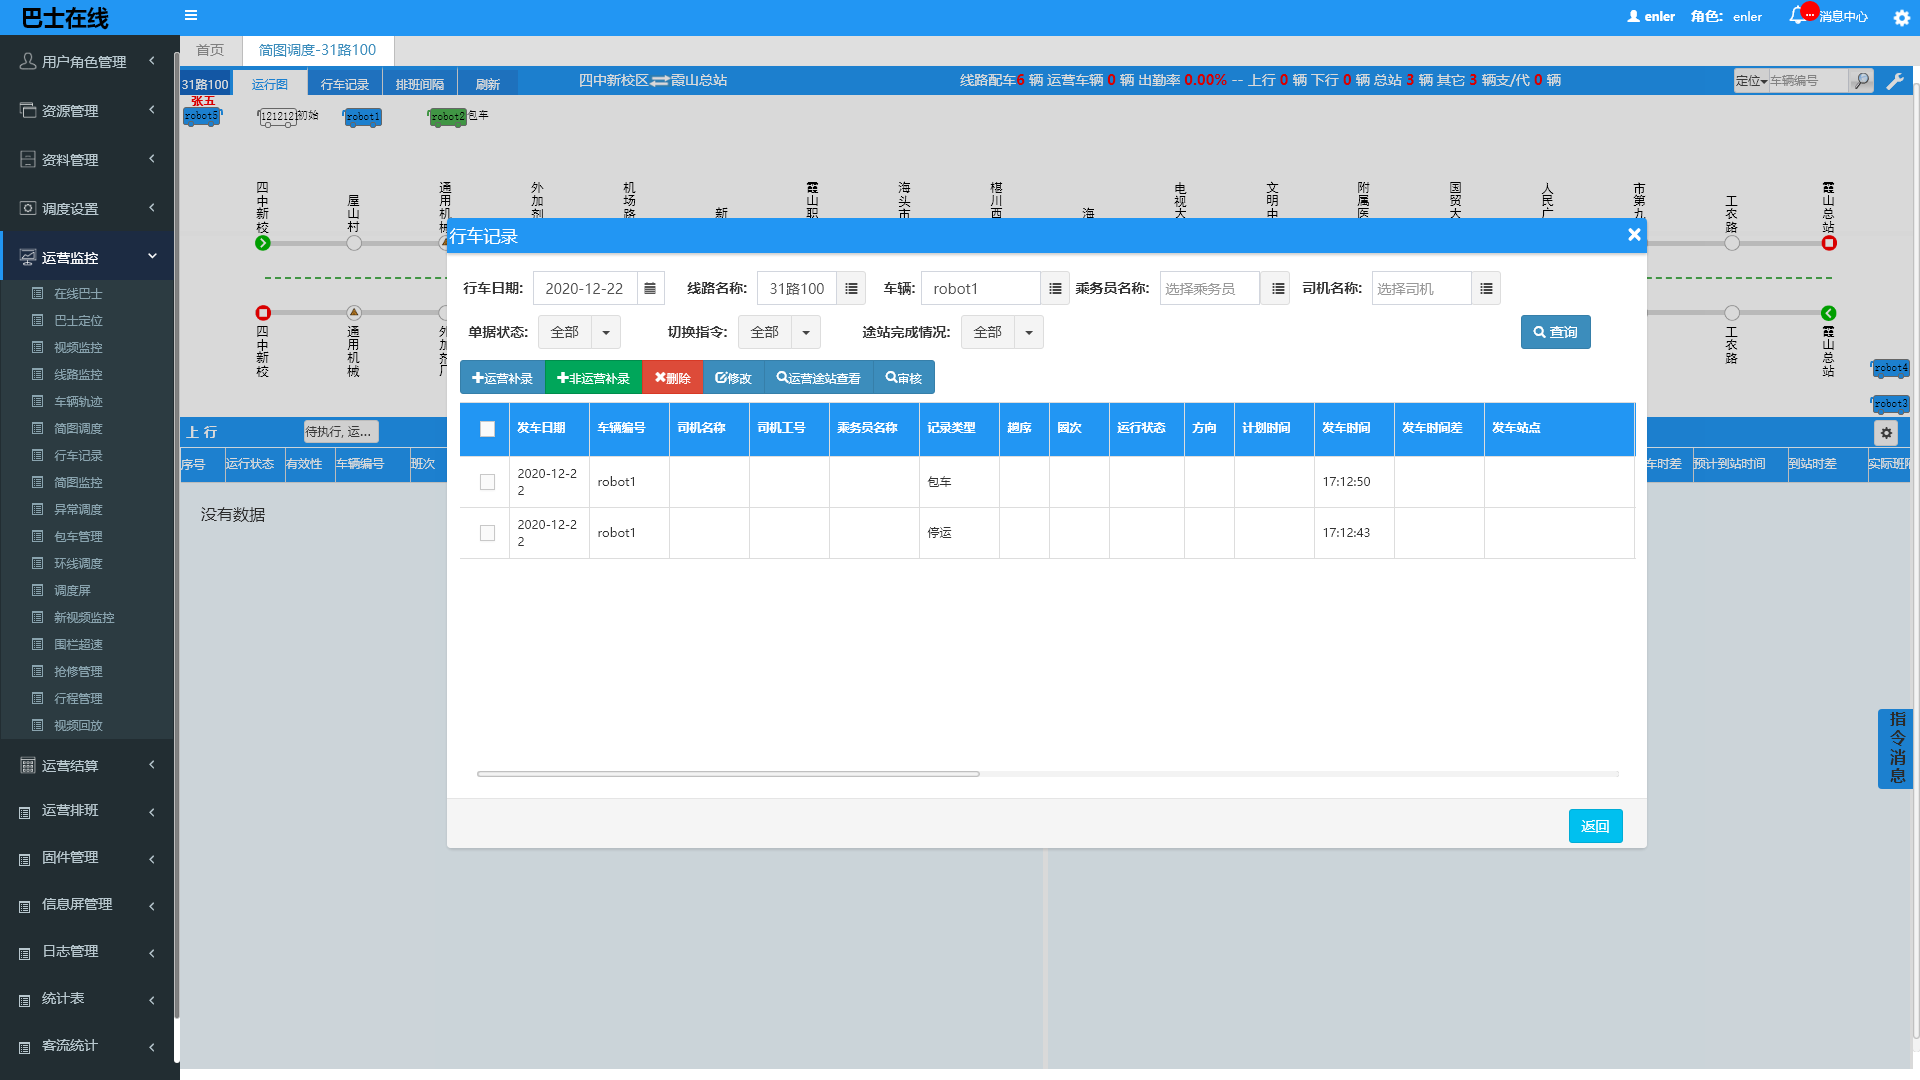 巴士在线
enler 角色: enler ... 消息中心
首页 简图调度-31路100
31路100 运行图 行车记录 排班间隔 刷新 四中新校区 霞山总站 线路配车6 辆 运营车辆 0 辆 出勤率 0.00% -- 上行 0 辆 下行 0 辆 总站 3 辆 其它 3 辆支/代 0 辆 定位 车辆编号
张五
robot5 1212121 初始 robot1 robot2 包车
用户角色管理
资源管理
资料管理
调度设置
运营监控
在线巴士
巴士定位
视频监控
线路监控
车辆轨迹
简图调度
行车记录
简图监控
异常调度
包车管理
环线调度
调度屏
新视频监控
围栏超速
抢修管理
行程管理
视频回放
运营结算
运营排班
固件管理
信息屏管理
日志管理
统计表
客流统计
四中新校
屋山村
通用机械
外加剂
机场路
新
霞山职
海头市
椹川西
海
电视大
文明中
附属医
国贸大
人民广
市第九
工农路
霞山总站
四中新校
通用机械
外加剂厂
工农路
霞山总站
robot4
robot3
上行 待执行, 运...
序号 运行状态 有效性 车辆编号 班次
车时差 预计到站时间 到站时差 实际班
没有数据
行车记录
行车日期: 2020-12-22 线路名称: 31路100 车辆: robot1 乘务员名称: 选择乘务员 司机名称: 选择司机
单据状态: 全部 切换指令: 全部 途站完成情况: 全部 查询
运营补录 非运营补录 删除 修改 运营途站查看 审核
发车日期 车辆编号 司机名称 司机工号 乘务员名称 记录类型 趟序 圈次 运行状态 方向 计划时间 发车时间 发车时间差 发车站点
2020-12-22 robot1 包车 17:12:50
2020-12-22 robot1 停运 17:12:43
返回
指令消息